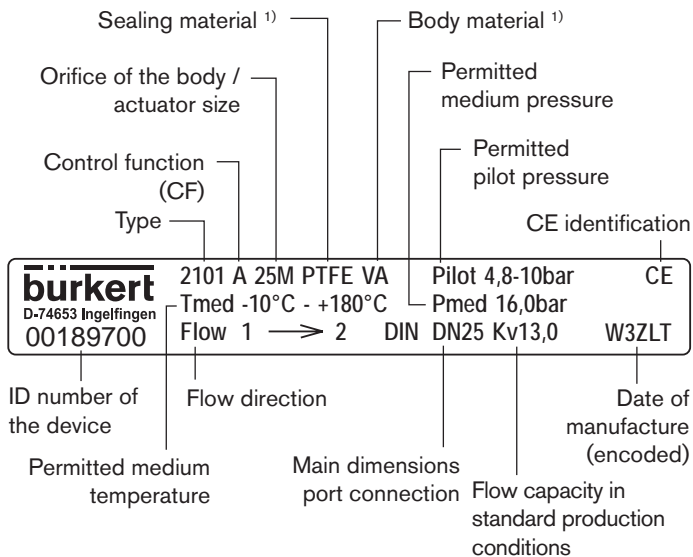 Sealing material 1)
Body material 1)
Orifice of the body /
actuator size
Permitted
medium pressure
Control function
(CF)
Permitted
pilot pressure
Type
CE identification
burkert
D-74653 Ingelfingen
00189700
2101 A 25M PTFE VA
Pilot 4,8-10bar
CE
Tmed -10°C - +180°C
Pmed 16,0bar
Flow 1 → 2
DIN DN25 Kv13,0
W3ZLT
ID number of
the device
Flow direction
Date of
manufacture
(encoded)
Permitted medium
temperature
Main dimensions
port connection
Flow capacity in
standard production
conditions